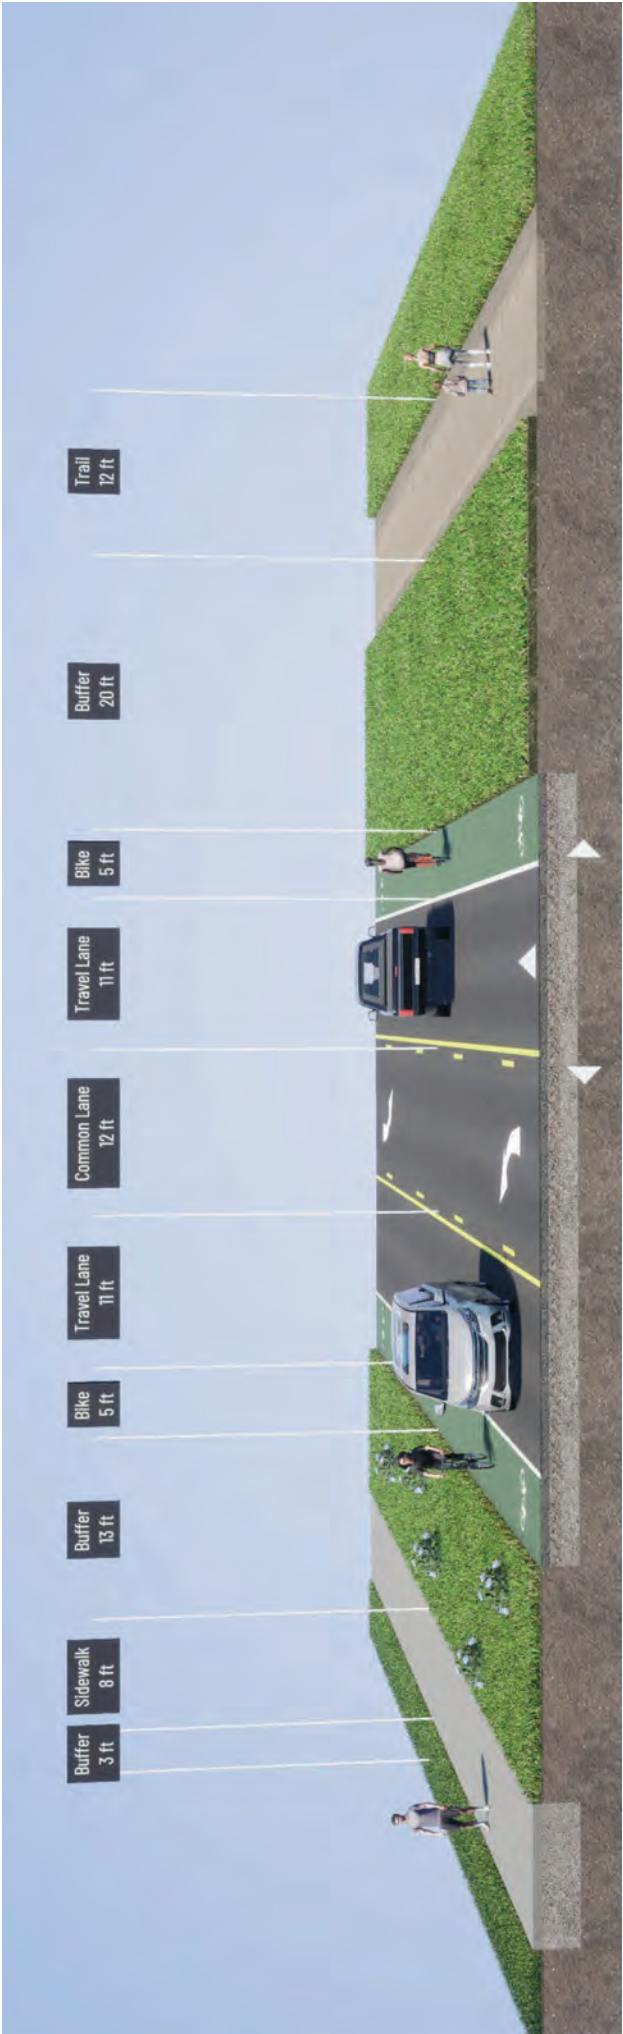 Buffer
3 ft
Sidewalk
8 ft
Buffer
13 ft
Bike
5 ft
Travel Lane
11 ft
Common Lane
12 ft
Travel Lane
11 ft
Bike
5 ft
Buffer
20 ft
Trail
12 ft